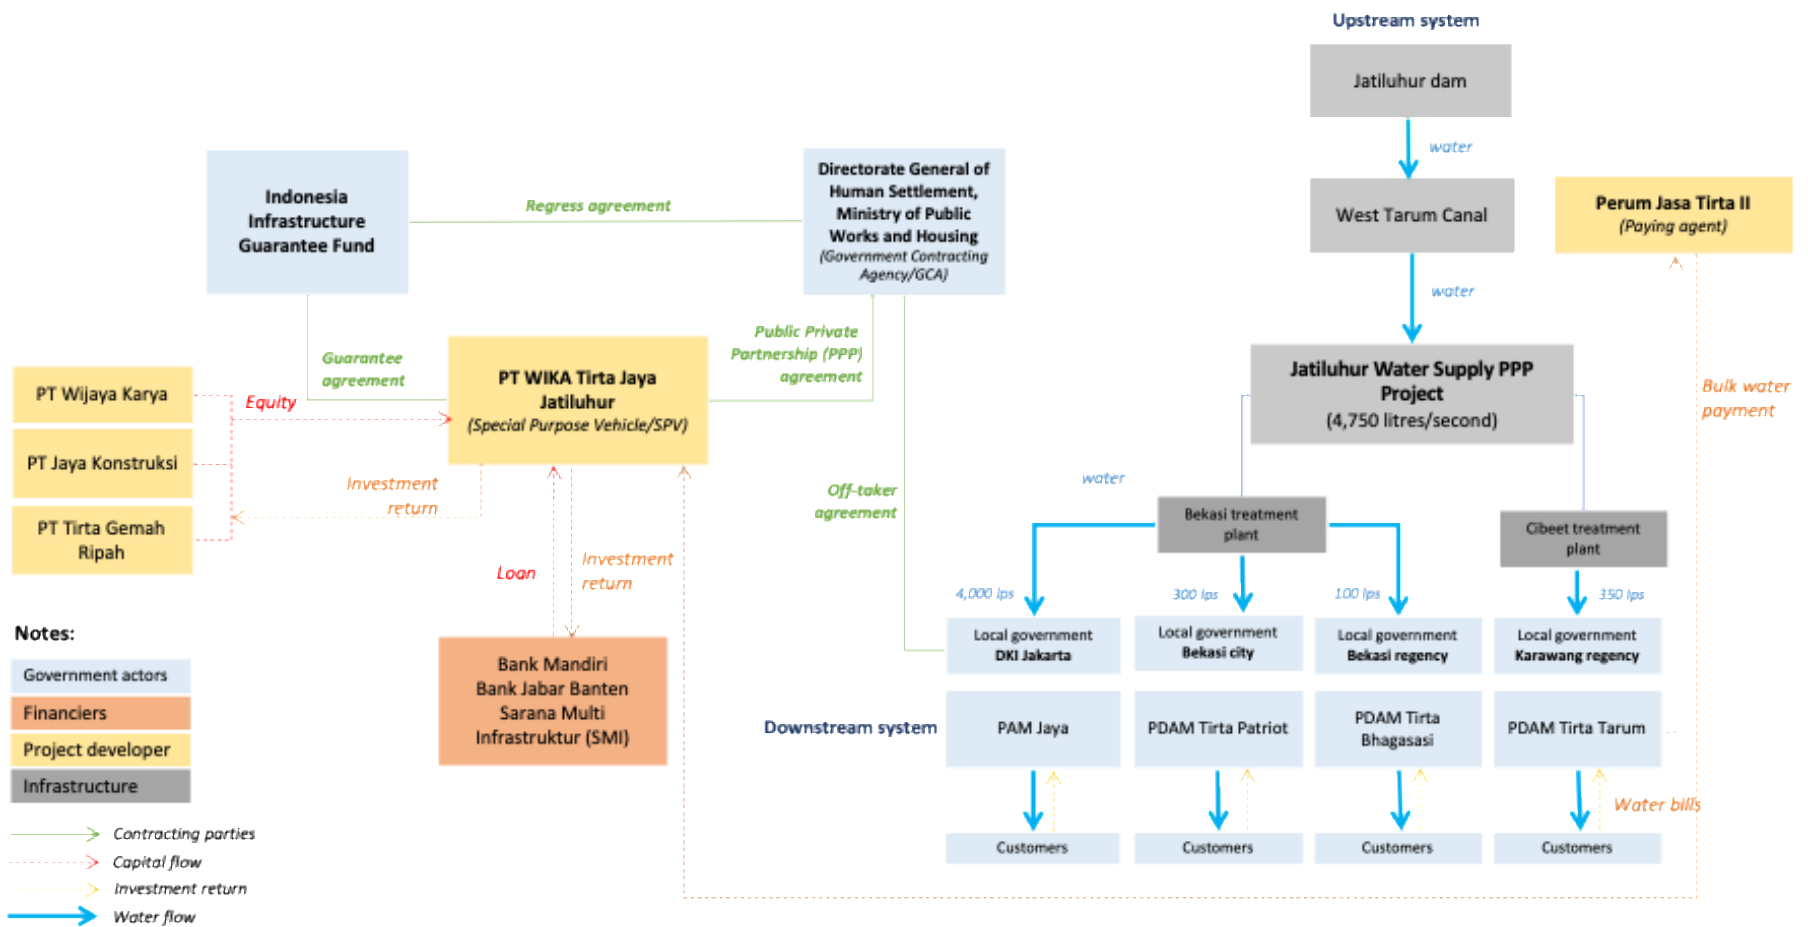 Upstream system
Jatiluhur dam
water
West Tarum Canal
water
Perum Jasa Tirta II
(Paying agent)
Indonesia
Infrastructure
Guarantee Fund
Regress agreement
Directorate General of
Human Settlement,
Ministry of Public
Works and Housing
(Government Contracting
Agency/GCA)
Guarantee
agreement
Public Private
Partnership (PPP)
agreement
PT WIKA Tirta Jaya
Jatiluhur
(Special Purpose Vehicle/SPV)
PT Wijaya Karya
PT Jaya Konstruksi
PT Tirta Gemah
Ripah
Equity
Investment
return
Loan
Investment
return
Bank Mandiri
Bank Jabar Banten
Sarana Multi
Infrastruktur (SMI)
Off-taker
agreement
Jatiluhur Water Supply PPP
Project
(4,750 litres/second)
Bulk water
payment
water
Bekasi treatment
plant
Cibeet treatment
plant
4,000 lps
300 lps
100 lps
350 lps
Local government
DKI Jakarta
Local government
Bekasi city
Local government
Bekasi regency
Local government
Karawang regency
Downstream system
PAM Jaya
PDAM Tirta Patriot
PDAM Tirta
Bhagasasi
PDAM Tirta Tarum
Water bills
Customers
Customers
Customers
Customers
Notes:
Government actors
Financiers
Project developer
Infrastructure
Contracting parties
Capital flow
Investment return
Water flow